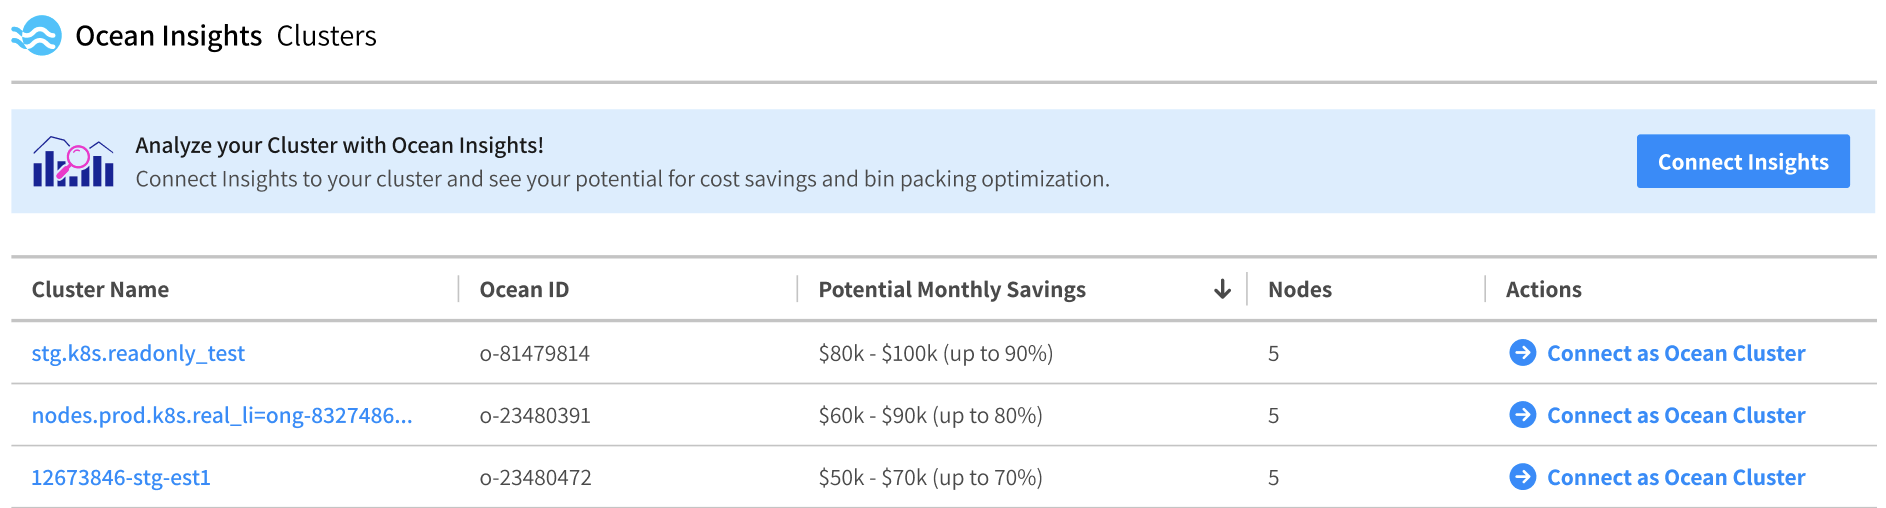 Ocean Insights Clusters
Analyze your Cluster with Ocean Insights!
Connect Insights to your cluster and see your potential for cost savings and bin packing optimization.
Connect Insights
Cluster Name Ocean ID Potential Monthly Savings Nodes Actions
stg.k8s.readonly_test o-81479814 $80k - $100k (up to 90%) 5 Connect as Ocean Cluster
nodes.prod.k8s.real_li=ong-8327486... o-23480391 $60k - $90k (up to 80%) 5 Connect as Ocean Cluster
12673846-stg-est1 o-23480472 $50k - $70k (up to 70%) 5 Connect as Ocean Cluster